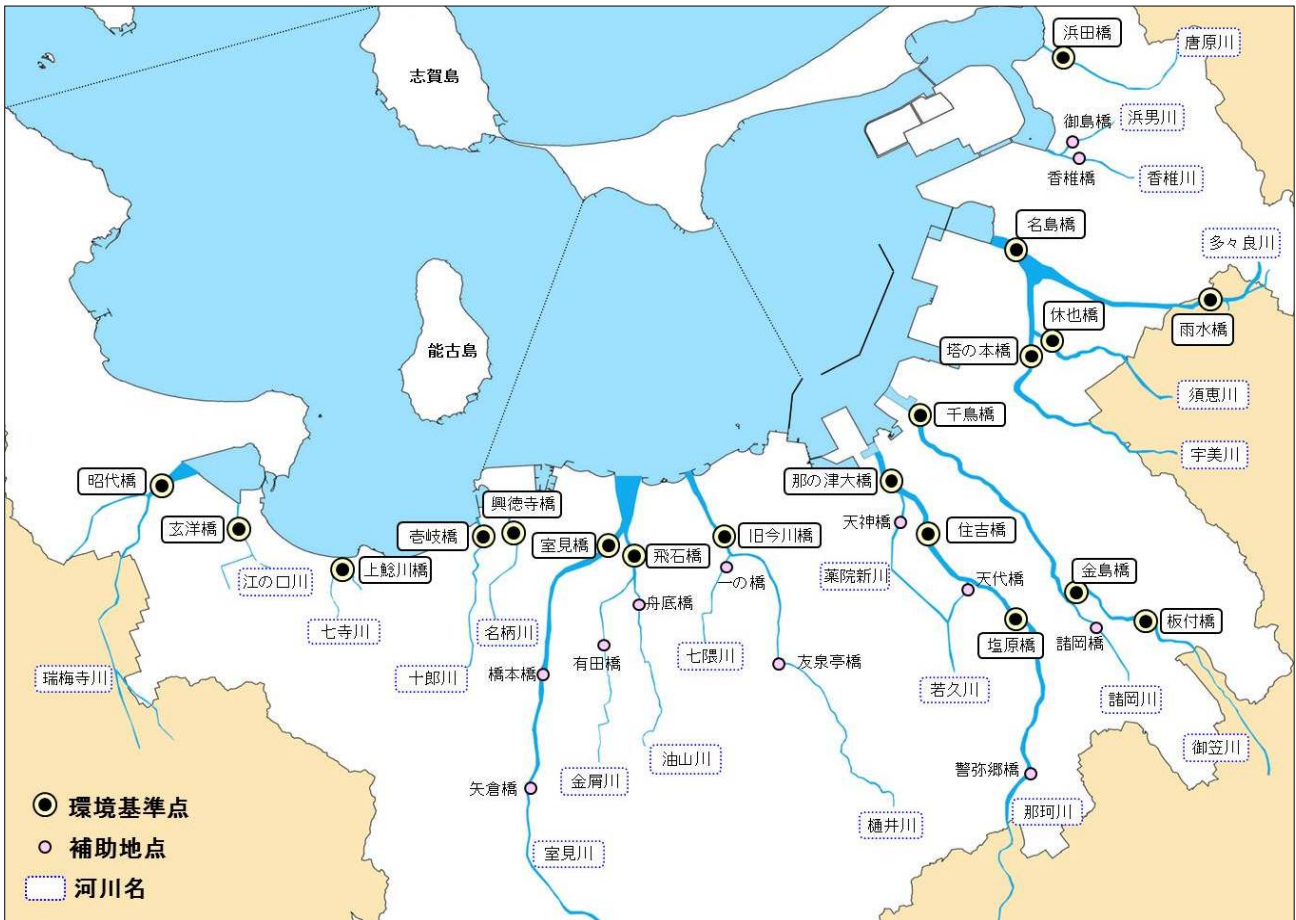 浜田橋
唐原川
志賀島
御島橋
浜男川
香椎橋
香椎川
名島橋
多々良川
雨水橋
休也橋
塔の本橋
須恵川
能古島
千鳥橋
宇美川
昭代橋
那の津大橋
玄洋橋
興徳寺橋
壱岐橋
室見橋
飛石橋
旧今川橋
天神橋
住吉橋
上鯰川橋
江の口川
一の橋
薬院新川
天代橋
金島橋
舟底橋
板付橋
七寺川
名柄川
塩原橋
諸岡橋
有田橋
七隈川
友泉亭橋
瑞梅寺川
十郎川
橋本橋
若久川
諸岡川
油山川
御笠川
金屑川
警弥郷橋
矢倉橋
樋井川
那珂川
室見川
環境基準点
補助地点
河川名